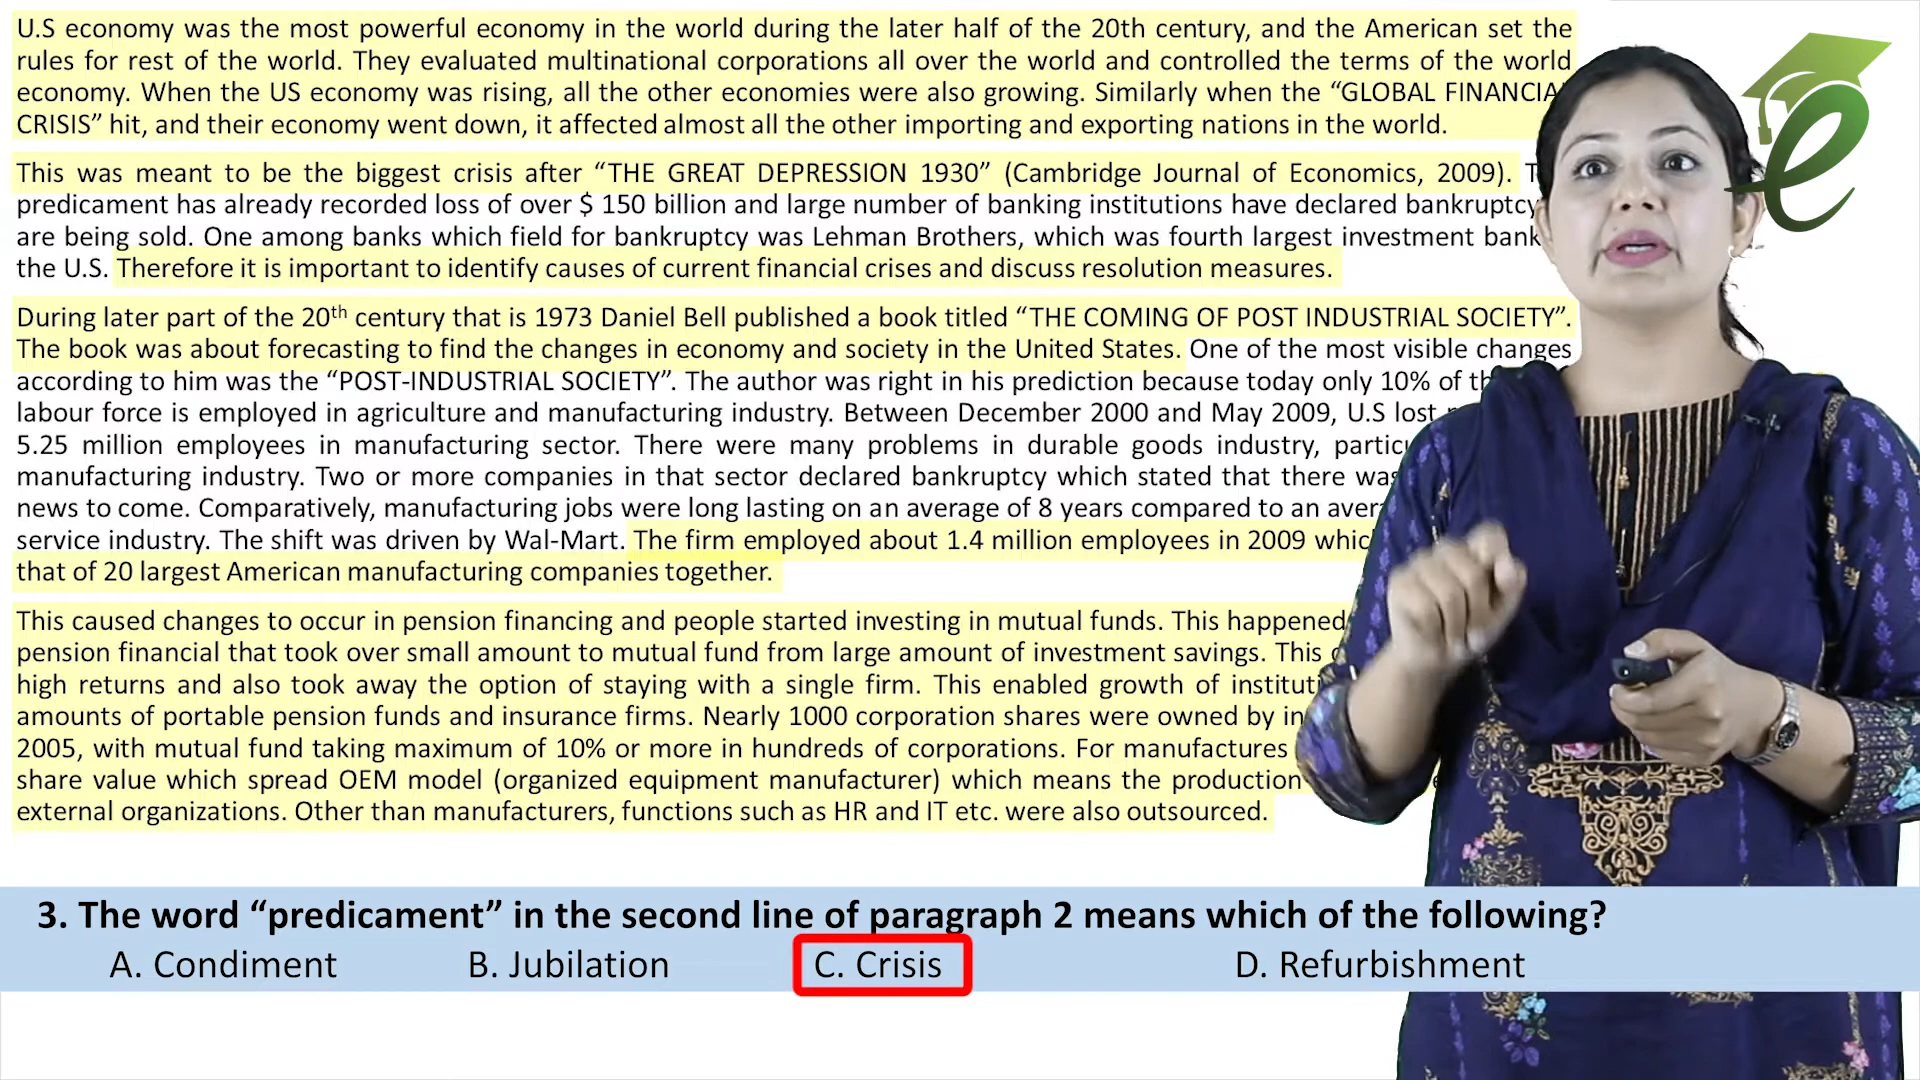 U.S economy was the most powerful economy in the world during the later half of the 20th century, and the American set the
rules for rest of the world. They evaluated multinational corporations all over the world and controlled the terms of the world
economy. When the US economy was rising, all the other economies were also growing. Similarly when the “GLOBAL FINANCIA
CRISIS” hit, and their economy went down, it affected almost all the other importing and exporting nations in the world.
This was meant to be the biggest crisis after “THE GREAT DEPRESSION 1930” (Cambridge Journal of Economics, 2009).
predicament has already recorded loss of over $ 150 billion and large number of banking institutions have declared bankruptcy
are being sold. One among banks which field for bankruptcy was Lehman Brothers, which was fourth largest investment bank
the U.S. Therefore it is important to identify causes of current financial crises and discuss resolution measures.
During later part of the 20th century that is 1973 Daniel Bell published a book titled “THE COMING OF POST INDUSTRIAL SOCIETY”.
The book was about forecasting to find the changes in economy and society in the United States. One of the most visible changes
according to him was the “POST-INDUSTRIAL SOCIETY”. The author was right in his prediction because today only 10% of
labour force is employed in agriculture and manufacturing industry. Between December 2000 and May 2009, U.S lost
5.25 million employees in manufacturing sector. There were many problems in durable goods industry,
manufacturing industry. Two or more companies in that sector declared bankruptcy which stated that there was
news to come. Comparatively, manufacturing jobs were long lasting on an average of 8 years compared to an
service industry. The shift was driven by Wal-Mart. The firm employed about 1.4 million employees in 2009
that of 20 largest American manufacturing companies together.
This caused changes to occur in pension financing and people started investing in mutual funds. This happened
pension financial that took over small amount to mutual fund from large amount of investment savings. This
high returns and also took away the option of staying with a single firm. This enabled growth of
amounts of portable pension funds and insurance firms. Nearly 1000 corporation shares were owned by
2005, with mutual fund taking maximum of 10% or more in hundreds of corporations. For manufactures
share value which spread OEM model (organized equipment manufacturer) which means the production
external organizations. Other than manufacturers, functions such as HR and IT etc. were also outsourced.
3. The word “predicament” in the second line of paragraph 2 means which of the following?
A. Condiment B. Jubilation C. Crisis D. Refurbishment